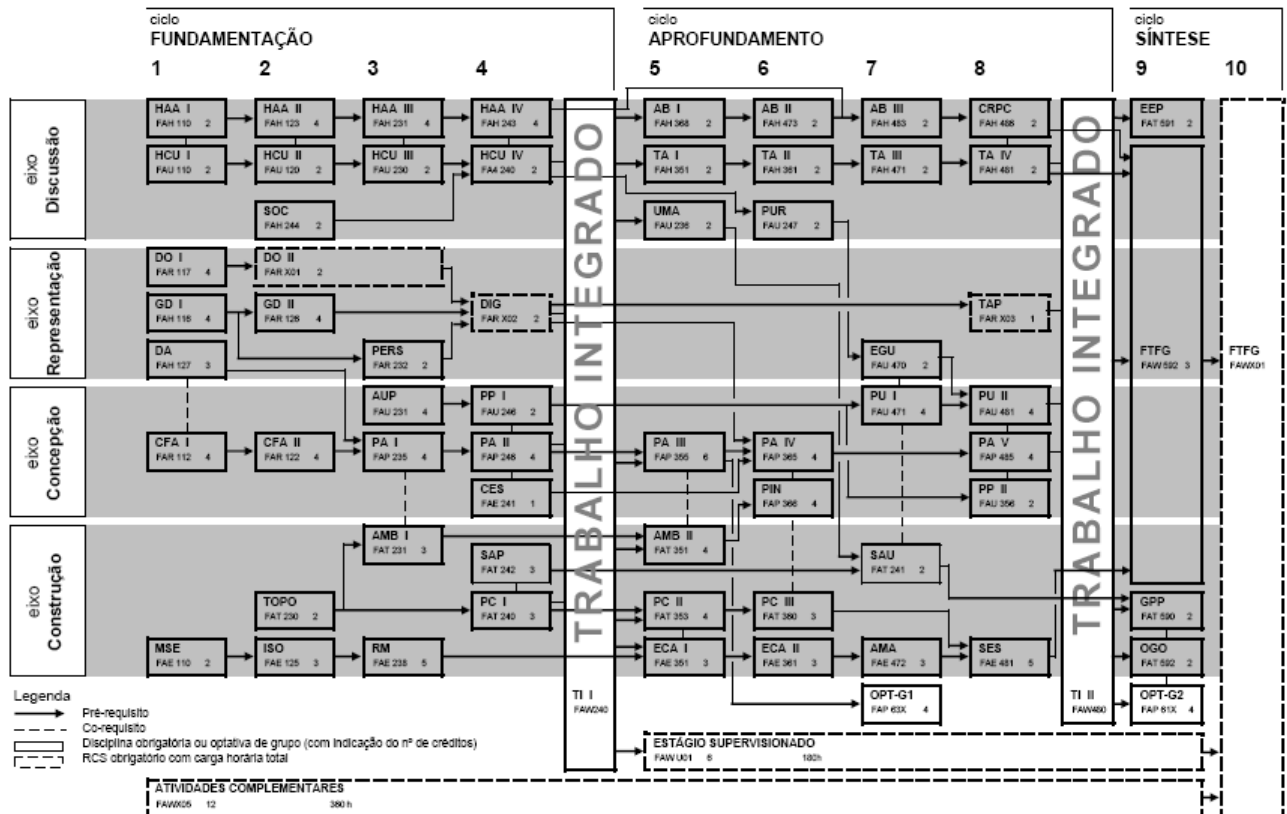 ciclo
FUNDAMENTAÇÃO
ciclo
APROFUNDAMENTO
ciclo
SÍNTESE
1 2 3 4 5 6 7 8 9 10
eixo
Discussão
HAA I HAA II HAA III HAA IV AB I AB II AB III CRPC EEP
FAH 110 2 FAH 123 4 FAH 231 4 FAH 243 4 FAH 368 2 FAH 473 2 FAH 483 2 FAH 486 2 FAT 591 2
HCU I HCU II HCU III HCU IV TA I TA II TA III TA IV
FAU 110 2 FAU 120 2 FAU 230 2 FA4 240 2 FAH 351 2 FAH 361 2 FAH 471 2 FAH 481 2
SOC UMA PUR
FAH 244 2 FAU 236 2 FAU 247 2
eixo
Representação
DO I DO II
FAR 117 4 FAR X01 2
GD I GD II DIG TAP
FAR 116 4 FAR 126 4 FAR X02 2 FAR X03 1
DA PERS EGU FTFG FTFG
FAH 127 3 FAR 232 2 FAU 470 2 FAW 592 3 FAWX01
eixo
Concepção
AUP PP I PU I PU II
FAU 231 4 FAU 246 2 FAU 471 4 FAU 481 4
CFA I CFA II PA I PA II PA III PA IV PA V
FAR 112 4 FAR 122 4 FAP 235 4 FAP 246 4 FAP 355 6 FAP 365 4 FAP 485 4
CES PIN PP II
FAE 241 1 FAP 366 4 FAU 356 2
eixo
Construção
AMB I AMB II
FAT 231 3 FAT 351 4
SAP SAU
FAT 242 3 FAT 241 2
TOPO PC I PC II PC III GPP
FAT 230 2 FAT 240 3 FAT 353 4 FAT 360 3 FAT 590 2
MSE ISO RM ECA I ECA II AMA SES OGO
FAE 110 2 FAE 125 3 FAE 238 5 FAE 351 3 FAE 361 3 FAE 472 3 FAE 481 5 FAT 592 2
TRABALHO INTEGRADO
TRABALHO INTEGRADO
TI I OPT-G1 TI II OPT-G2
FAW240 FAP 63X 4 FAW480 FAP 61X 4
Legenda
Pré-requisito
Co-requisito
Disciplina obrigatória ou optativa de grupo (com indicação do nº de créditos)
RCS obrigatório com carga horária total
ESTÁGIO SUPERVISIONADO
FAW U01 6 180h
ATIVIDADES COMPLEMENTARES
FAWX05 12 360 h